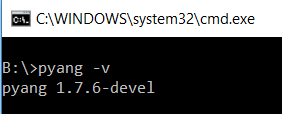 C:\WINDOWS\system32\cmd.exe
B:\>pyang -v
pyang 1.7.6-devel